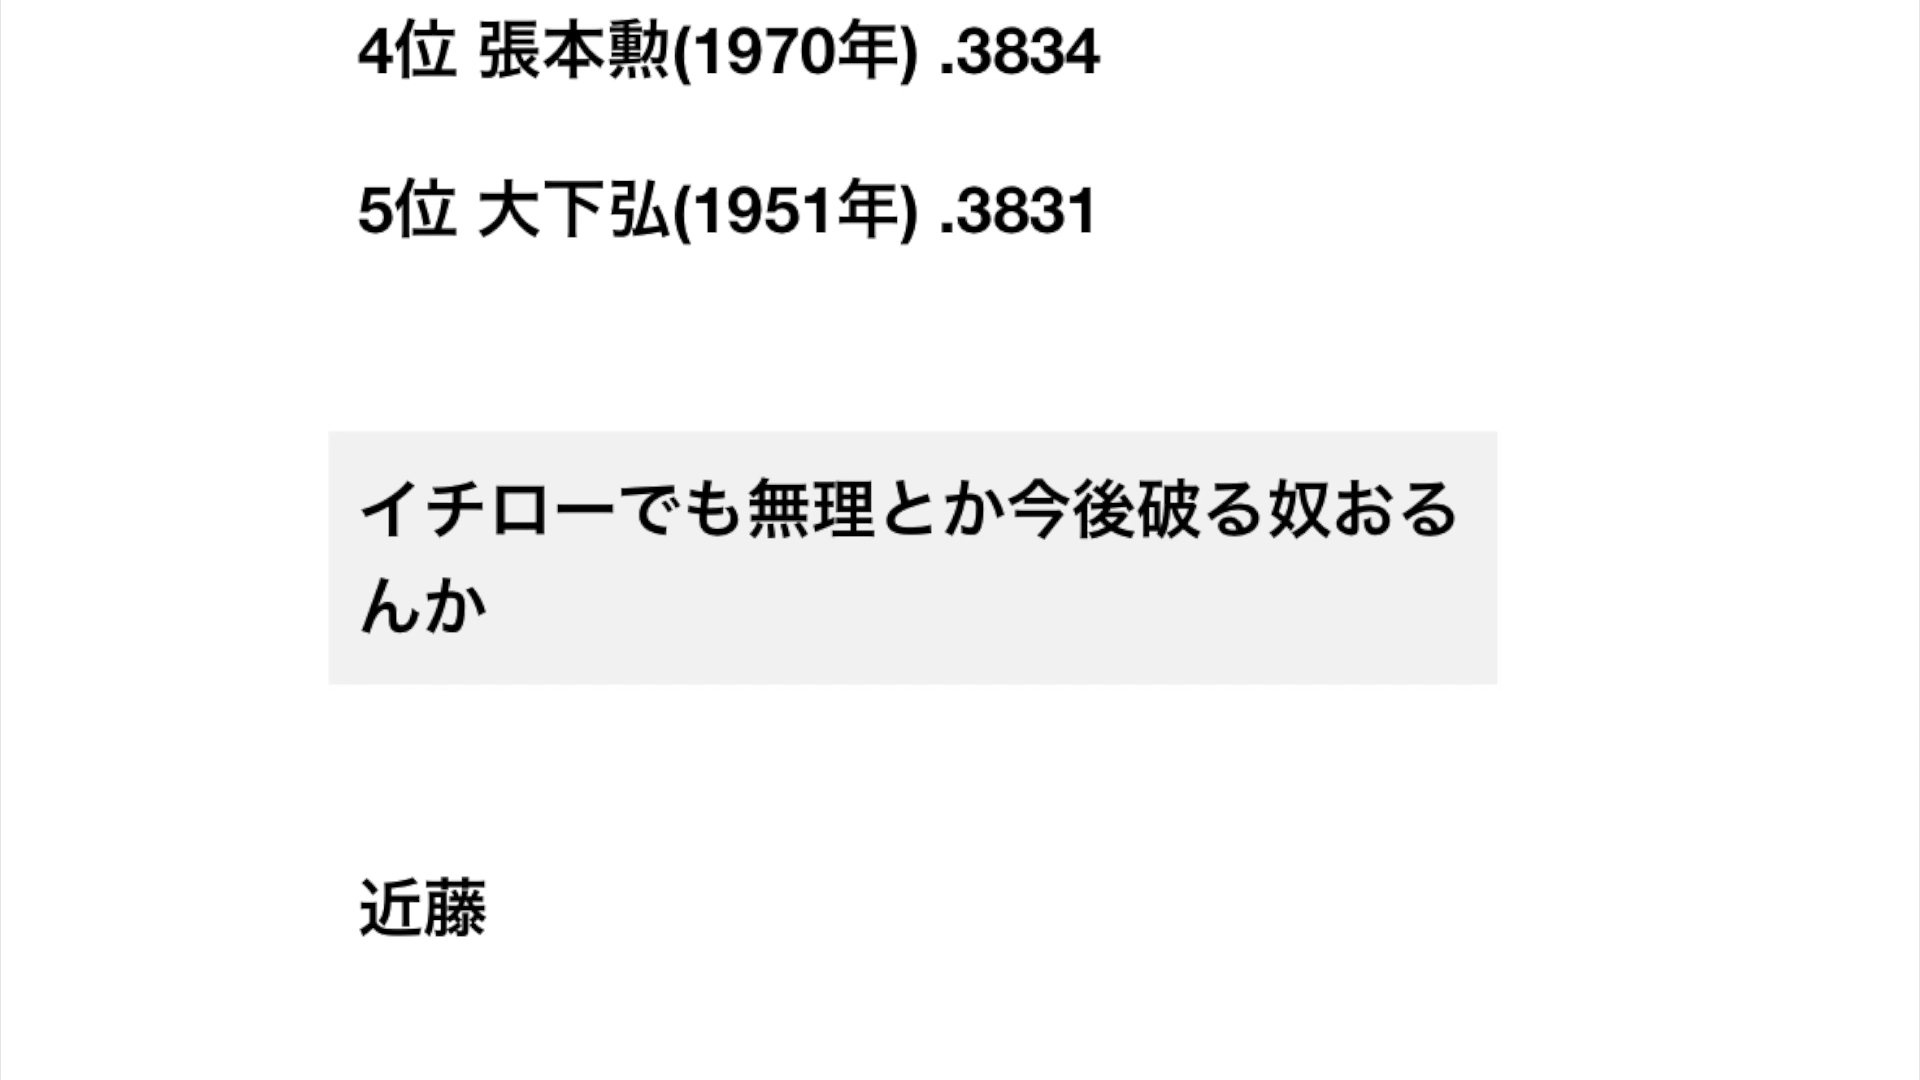 4位 張本勲(1970年) .3834
5位 大下弘(1951年) .3831
イチローでも無理とか今後破る奴おる
んか
近藤